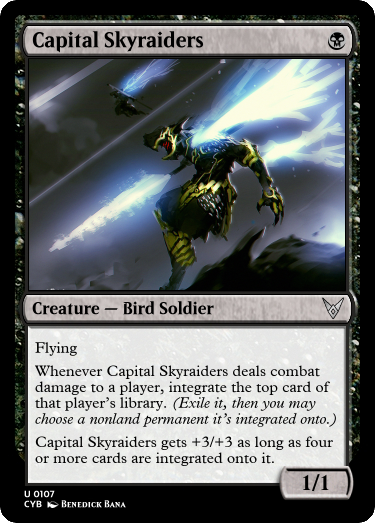 Capital Skyraiders
Creature — Bird Soldier
Flying
Whenever Capital Skyraiders deals combat
damage to a player, integrate the top card of
that player's library. (Exile it, then you may
choose a nonland permanent it's integrated onto.)
Capital Skyraiders gets +3/+3 as long as four
or more cards are integrated onto it.
1/1
U 0107
CYB Benedick Bana